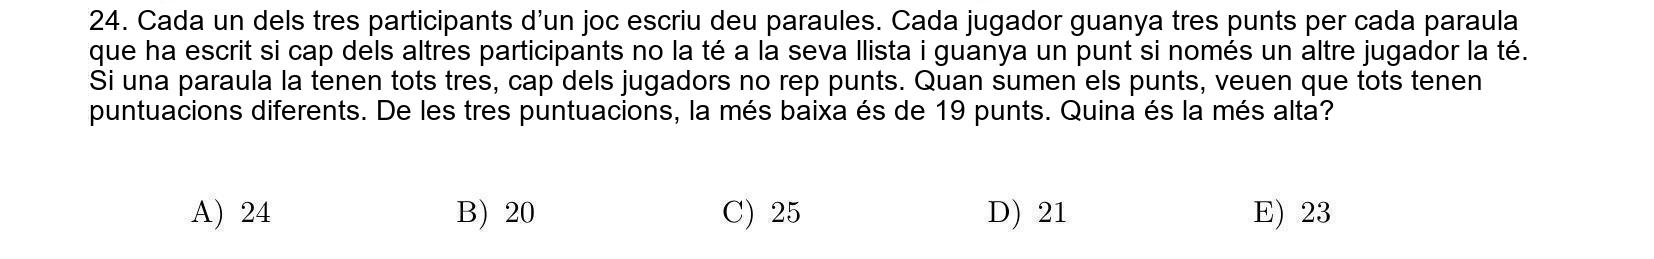 24. Cada un dels tres participants d’un joc escriu deu paraules. Cada jugador guanya tres punts per cada paraula
que ha escrit si cap dels altres participants no la té a la seva llista i guanya un punt si només un altre jugador la té.
Si una paraula la tenen tots tres, cap dels jugadors no rep punts. Quan sumen els punts, veuen que tots tenen
puntuacions diferents. De les tres puntuacions, la més baixa és de 19 punts. Quina és la més alta?
A) 24 B) 20 C) 25 D) 21 E) 23